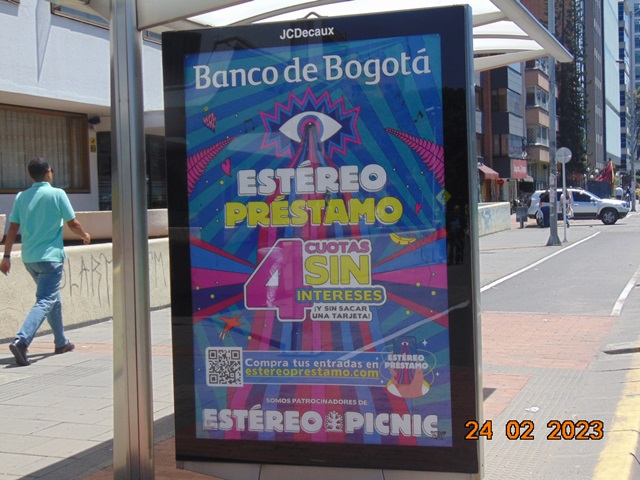 JCDecaux
Banco de Bogotá
ESTÉREO
PRÉSTAMO
4 CUOTAS
SIN
INTERESES
¡Y SIN SACAR
UNA TARJETA!
Compra tus entradas en
estereoprestamo.com
ESTÉREO
PRÉSTAMO
SOMOS PATROCINADORES DE
ESTÉREO PICNIC
24 02 2023